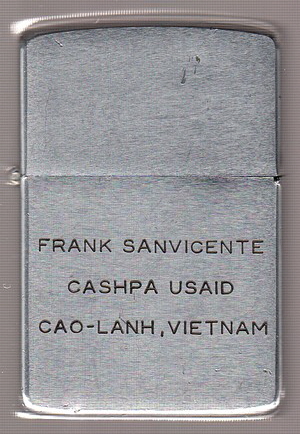 FRANK SANVICENTE
CASHPA USAID
CAO-LANH, VIETNAM